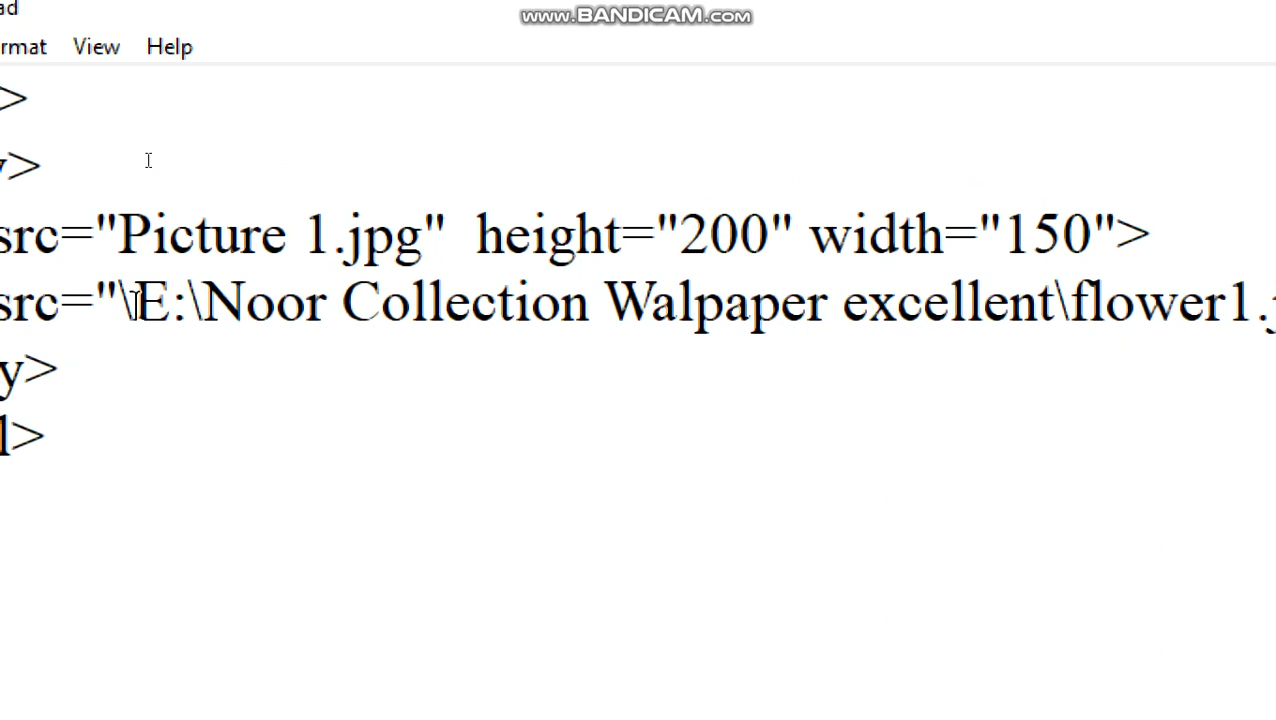 ad
www.BANDICAM.com
rmat View Help
>
y>
src="Picture 1.jpg"  height="200" width="150">
src="\E:\Noor Collection Walpaper excellent\flower1.j
y>
l>